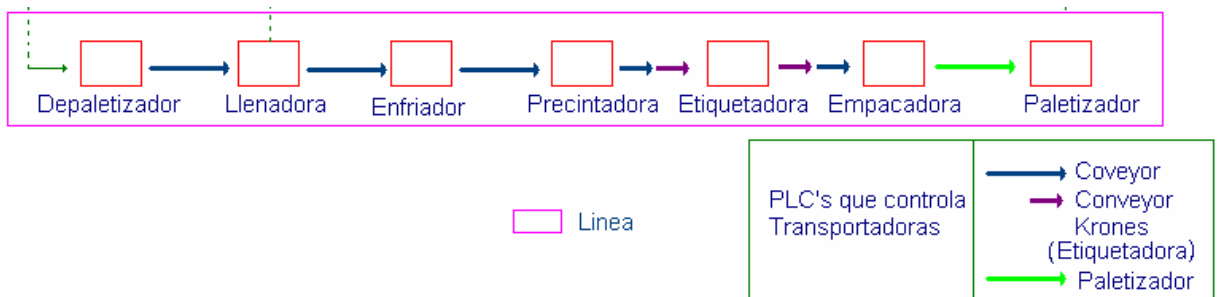 Depaletizador Llenadora Enfriador Precintadora Etiquetadora Empacadora Paletizador
PLC's que controla
Transportadoras
Linea
Coveyor
Conveyor
Krones
(Etiquetadora)
Paletizador